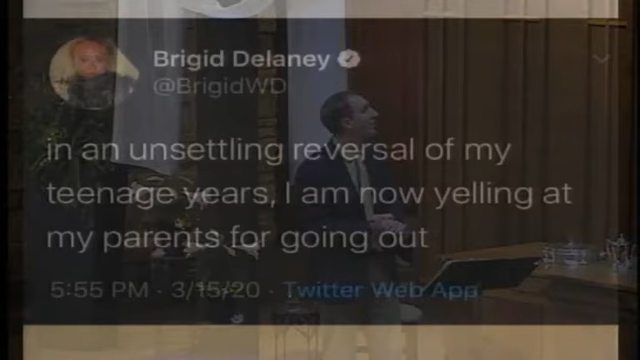 Brigid Delaney
@BrigidWD
in an unsettling reversal of my
teenage years, I am now yelling at
my parents for going out
5:55 PM · 3/15/20 · Twitter Web App